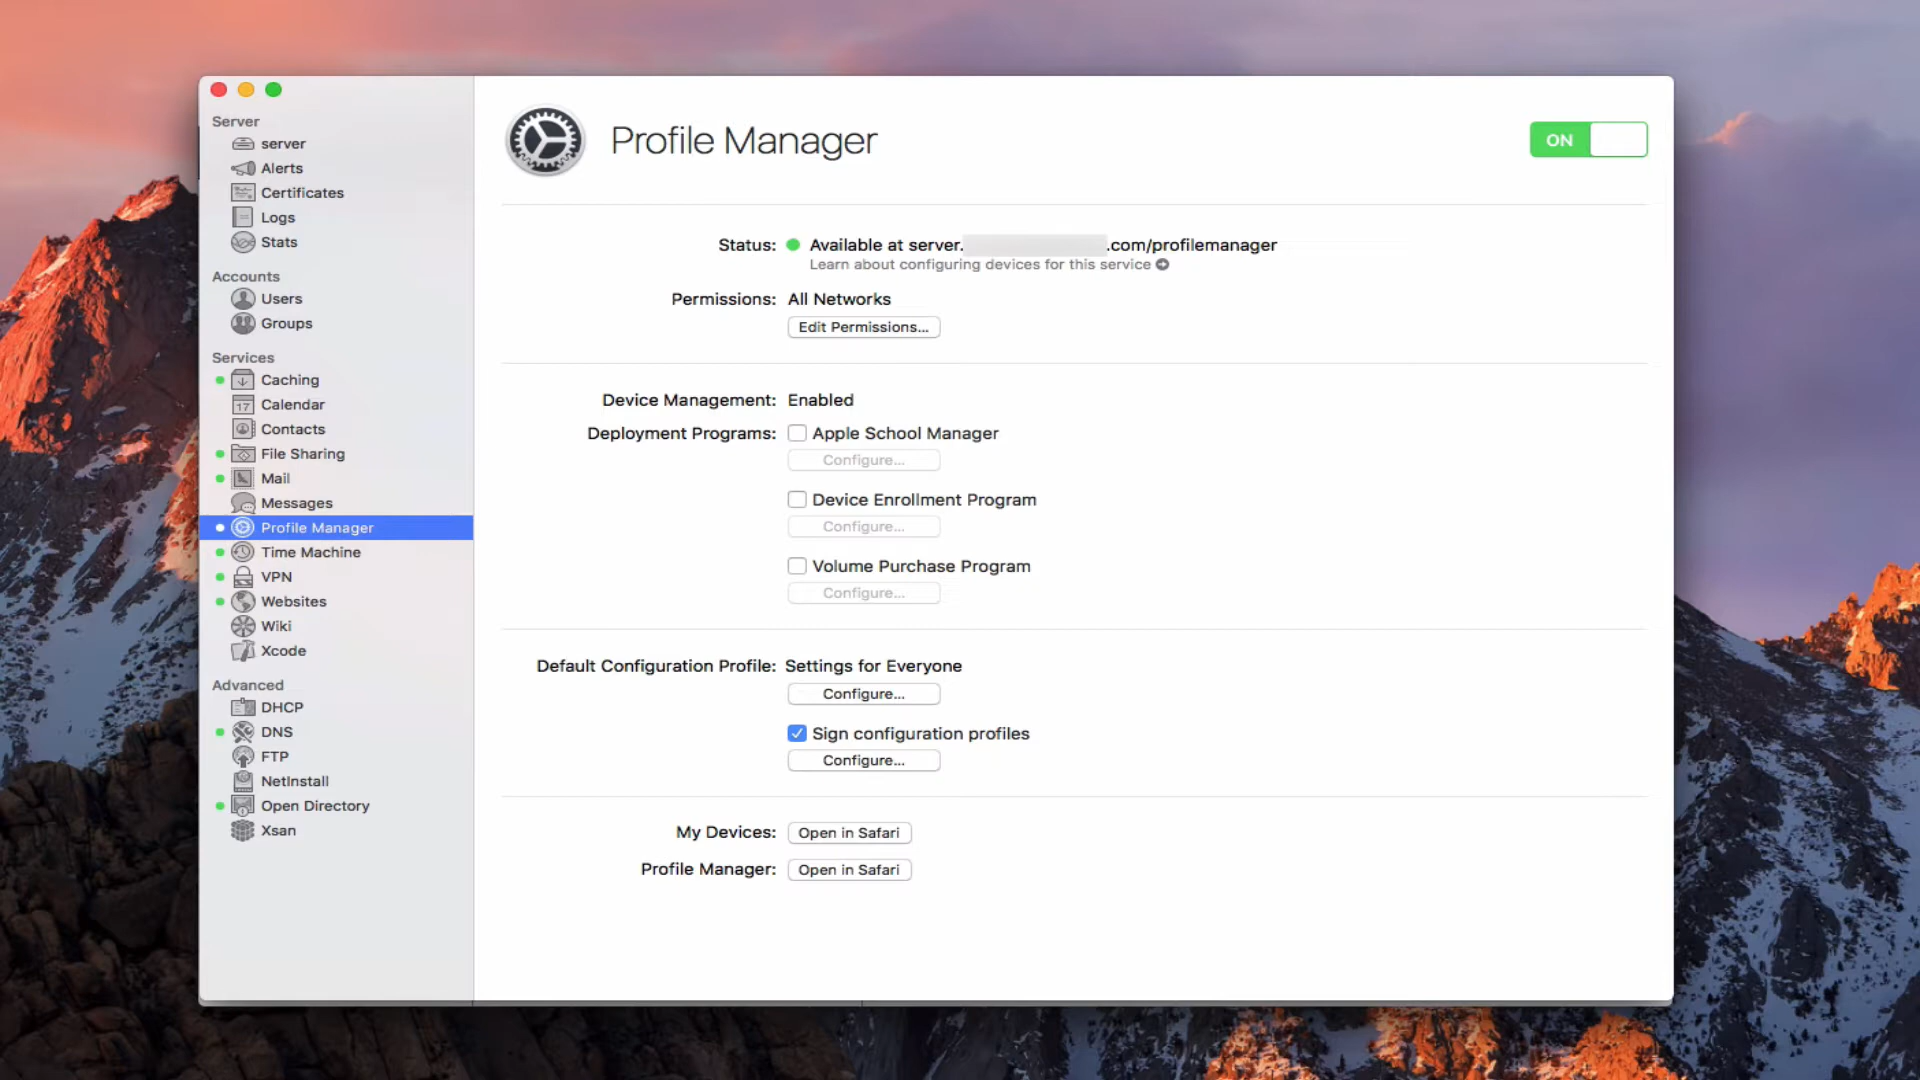 Server
server
Alerts
Certificates
Logs
Stats
Accounts
Users
Groups
Services
Caching
17 Calendar
Contacts
File Sharing
Mail
Messages
Profile Manager
Time Machine
VPN
Websites
Wiki
Xcode
Advanced
DHCP
DNS
FTP
NetInstall
Open Directory
Xsan
Profile Manager
ON
Status: Available at server. .com/profilemanager
Learn about configuring devices for this service
Permissions: All Networks
Edit Permissions...
Device Management: Enabled
Deployment Programs: Apple School Manager
Configure...
Device Enrollment Program
Configure...
Volume Purchase Program
Configure...
Default Configuration Profile: Settings for Everyone
Configure...
Sign configuration profiles
Configure...
My Devices: Open in Safari
Profile Manager: Open in Safari